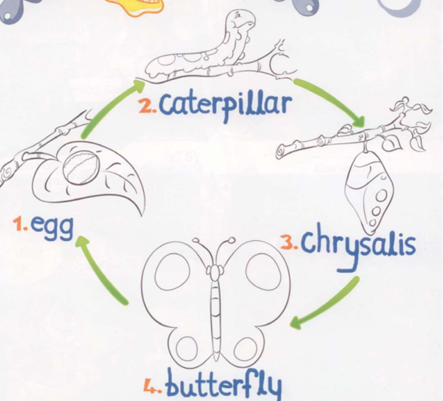 1. egg
2. caterpillar
3. chrysalis
4. butterfly